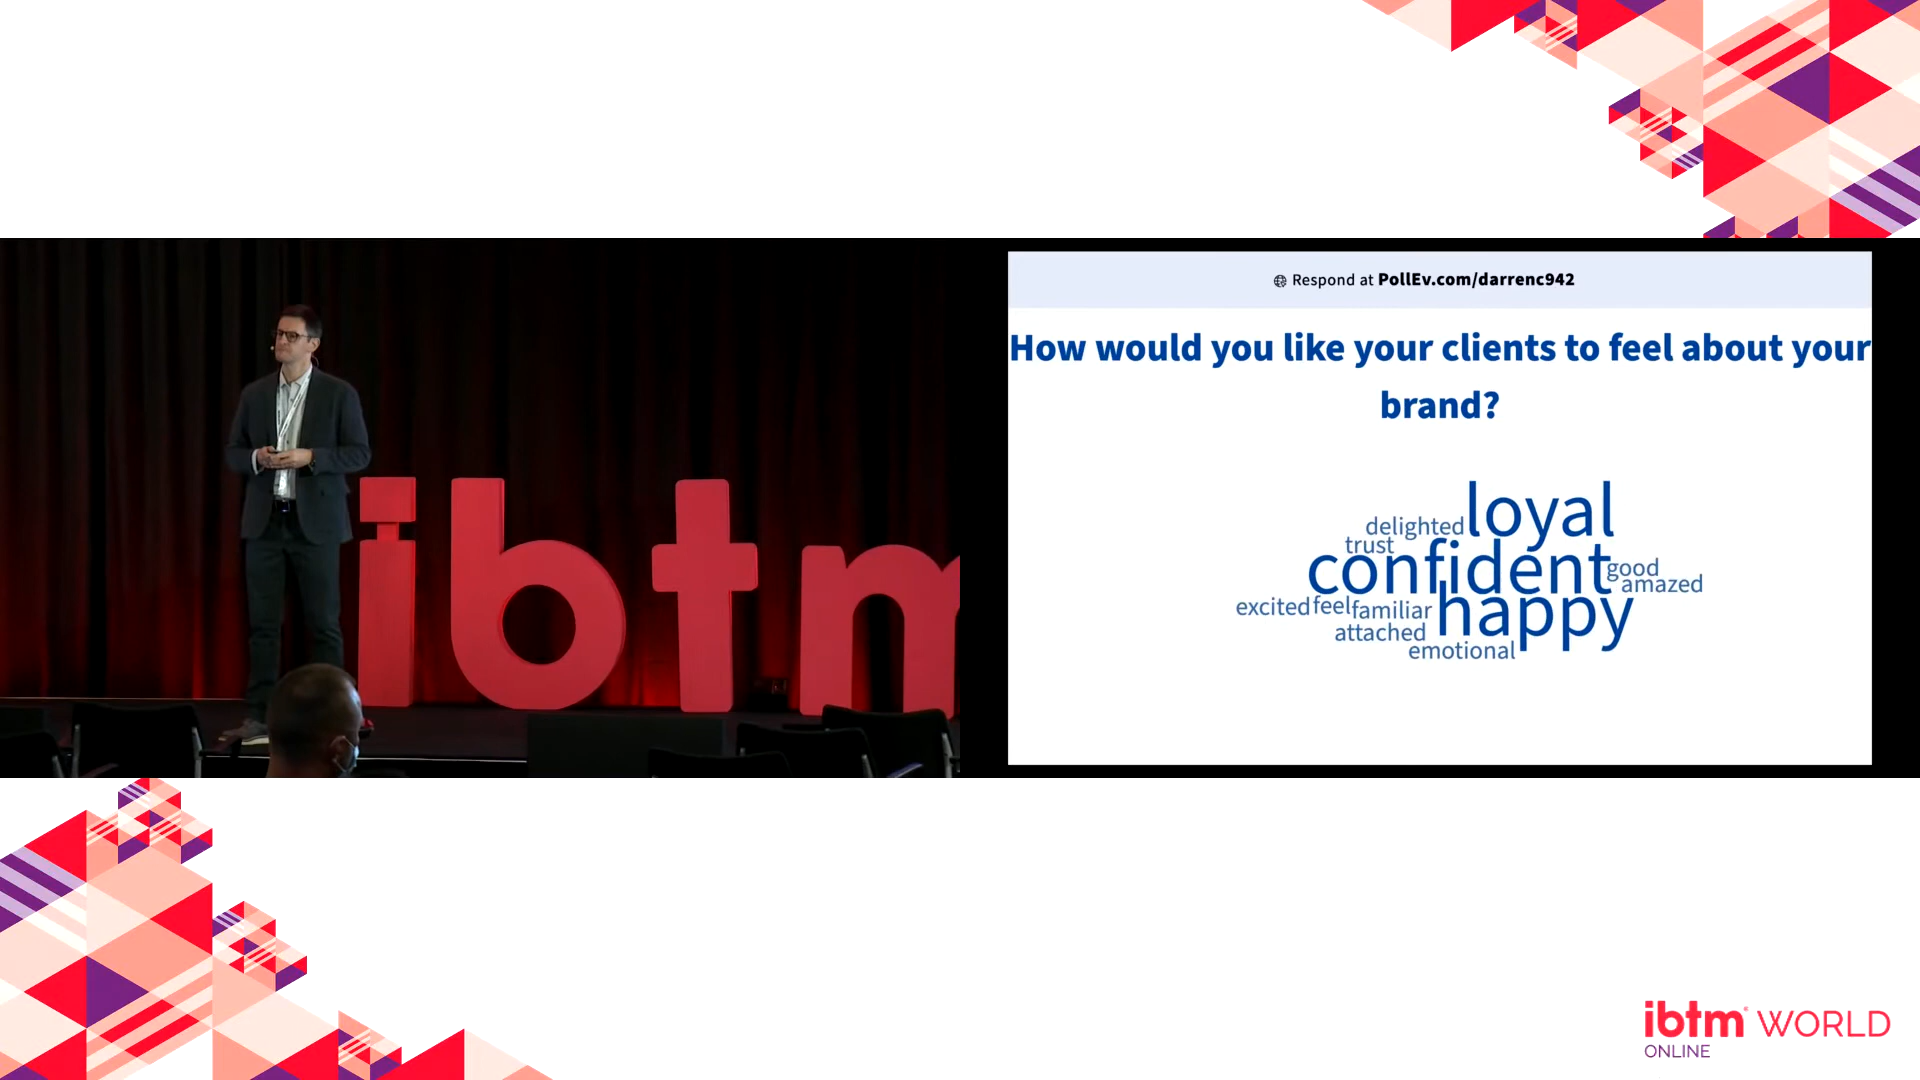 Respond at PollEv.com/darrenc942
How would you like your clients to feel about your
brand?
loyal
delighted
trust
confident
good
amazed
excited feel familiar happy
attached
emotional
ibtm
ibtm WORLD
ONLINE